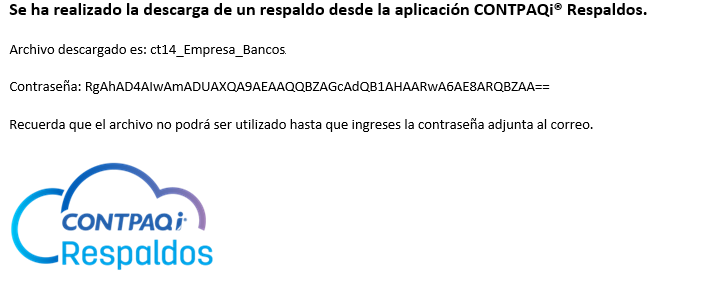 Se ha realizado la descarga de un respaldo desde la aplicación CONTPAQi® Respaldos.
Archivo descargado es: ct14_Empresa_Bancos.
Contraseña: RgAhAD4AIwAmADUAXQA9AEAAQQBZAGcAdQB1AHAARwA6AE8ARQBZAA==
Recuerda que el archivo no podrá ser utilizado hasta que ingreses la contraseña adjunta al correo.
CONTPAQi
Respaldos